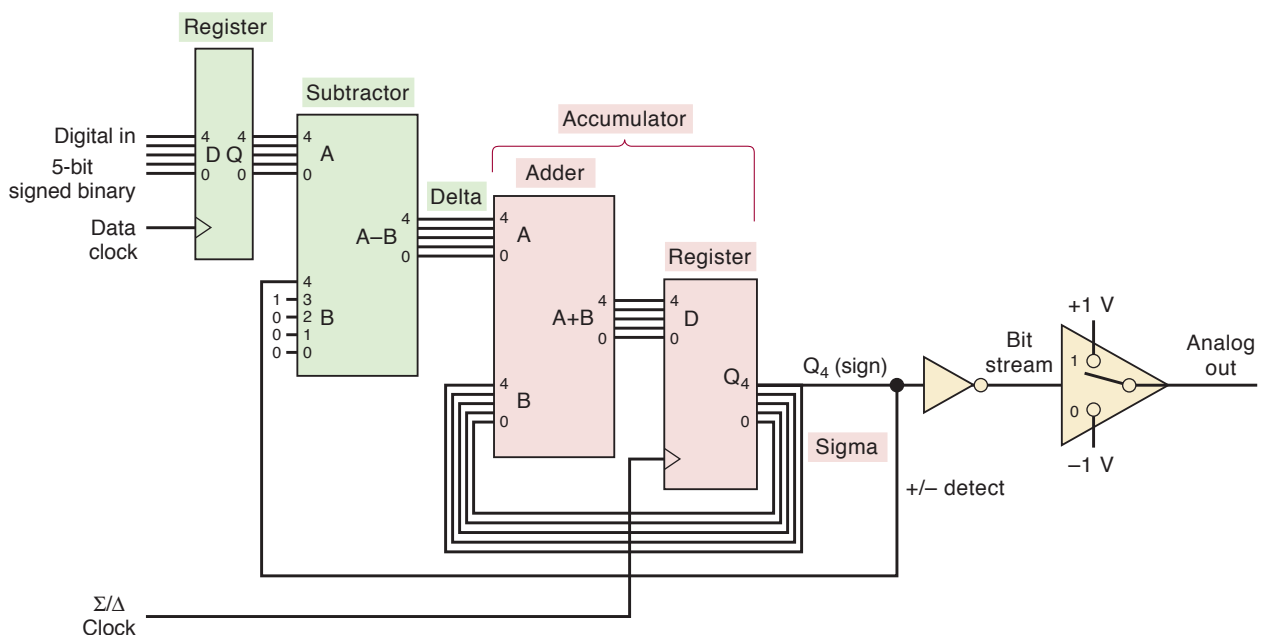 Register
Subtractor
Accumulator
Adder
Delta
Register
Digital in
5-bit
signed binary
Data
clock
4
0
D
Q
4
0
4
0
A
A–B
4
0
4
1 3
0 2
0 1
0 0
B
4
0
A
A+B
4
0
4
0
B
4
0
D
Q4
0
Q4 (sign)
Sigma
+/– detect
Bit
stream
+1 V
1
0
–1 V
Analog
out
Σ/Δ
Clock